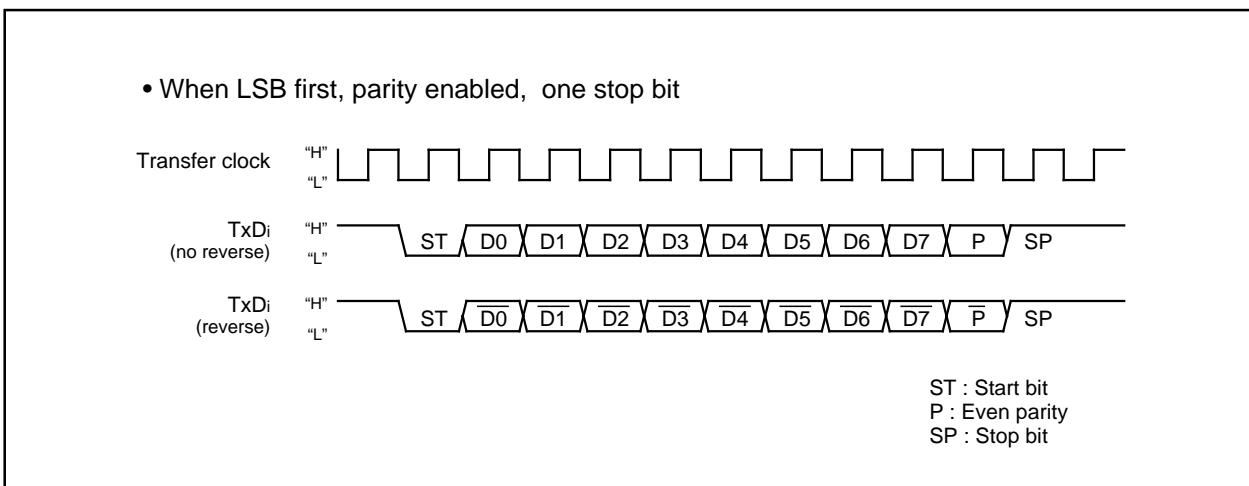 • When LSB first, parity enabled, one stop bit
Transfer clock
“H”
“L”
TxDi
(no reverse)
“H”
“L”
ST D0 D1 D2 D3 D4 D5 D6 D7 P SP
TxDi
(reverse)
“H”
“L”
ST D0 D1 D2 D3 D4 D5 D6 D7 P SP
ST : Start bit
P : Even parity
SP : Stop bit